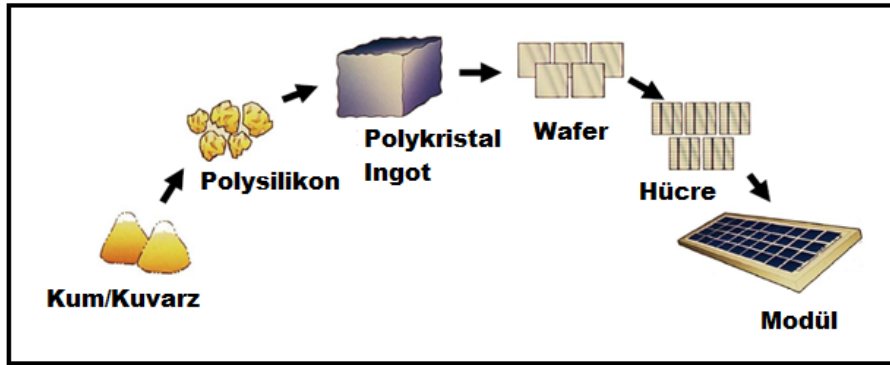 Kum/Kuvarz
Polysilikon
Polykristal
Ingot
Wafer
Hücre
Modül